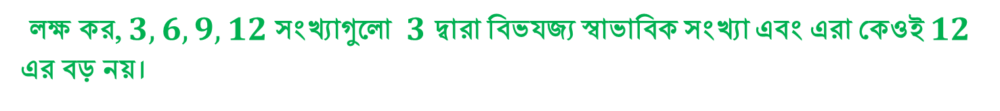 লক্ষ কর, 3, 6, 9, 12 সংখ্যাগুলো 3 দ্বারা বিভযজ্য স্বাভাবিক সংখ্যা এবং এরা কেওই 12
এর বড় নয়।